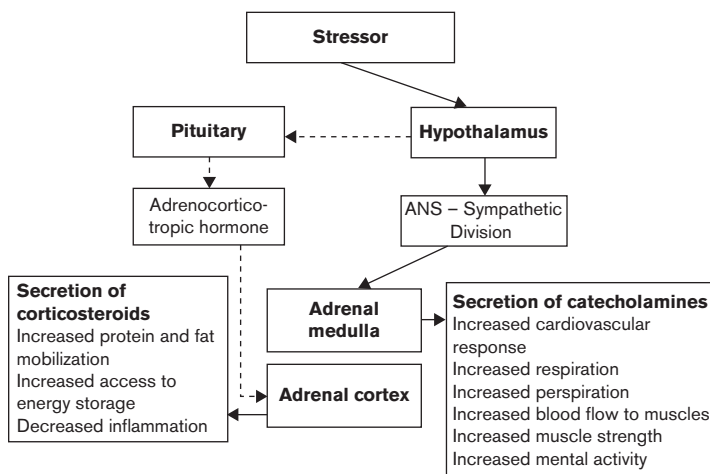 Stressor
Pituitary
Hypothalamus
Adrenocortico-
tropic hormone
ANS – Sympathetic
Division
Secretion of
corticosteroids
Increased protein and fat
mobilization
Increased access to
energy storage
Decreased inflammation
Adrenal
medulla
Adrenal cortex
Secretion of catecholamines
Increased cardiovascular
response
Increased respiration
Increased perspiration
Increased blood flow to muscles
Increased muscle strength
Increased mental activity